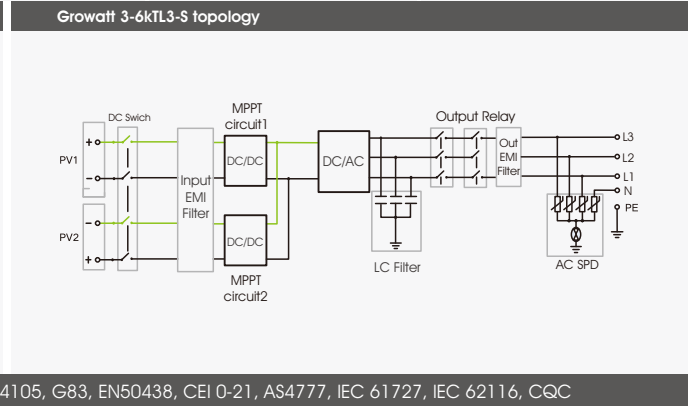 Growatt 3-6kTL3-S topology
DC Swich
MPPT
circuit1
Output Relay
PV1
+
−
Input
EMI
Filter
DC/DC
DC/AC
Out
EMI
Filter
L3
L2
L1
N
PE
PV2
−
+
DC/DC
MPPT
circuit2
LC Filter
AC SPD
4105, G83, EN50438, CEI 0-21, AS4777, IEC 61727, IEC 62116, CQC